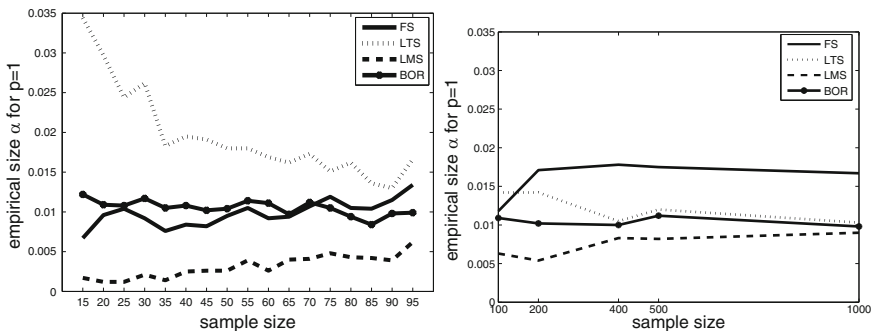 0.035
0.03
0.025
0.02
0.015
0.01
0.005
0
empirical size α for p=1
15 20 25 30 35 40 45 50 55 60 65 70 75 80 85 90 95
sample size
FS
LTS
LMS
BOR
0.035
0.03
0.025
0.02
0.015
0.01
0.005
0
empirical size α for p=1
100 200 400 500 1000
sample size
FS
LTS
LMS
BOR